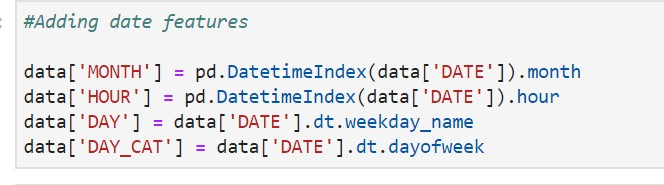 #Adding date features
data['MONTH'] = pd.DatetimeIndex(data['DATE']).month
data['HOUR'] = pd.DatetimeIndex(data['DATE']).hour
data['DAY'] = data['DATE'].dt.weekday_name
data['DAY_CAT'] = data['DATE'].dt.dayofweek